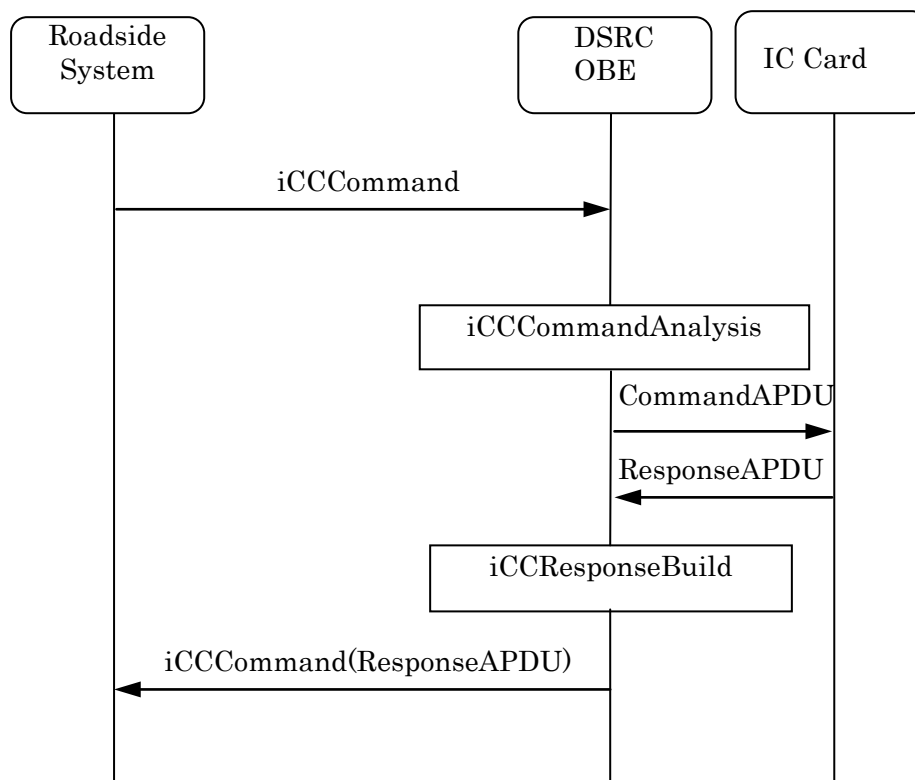 Roadside
System
DSRC
OBE
IC Card
iCCCommand
iCCCommandAnalysis
CommandAPDU
ResponseAPDU
iCCResponseBuild
iCCCommand(ResponseAPDU)